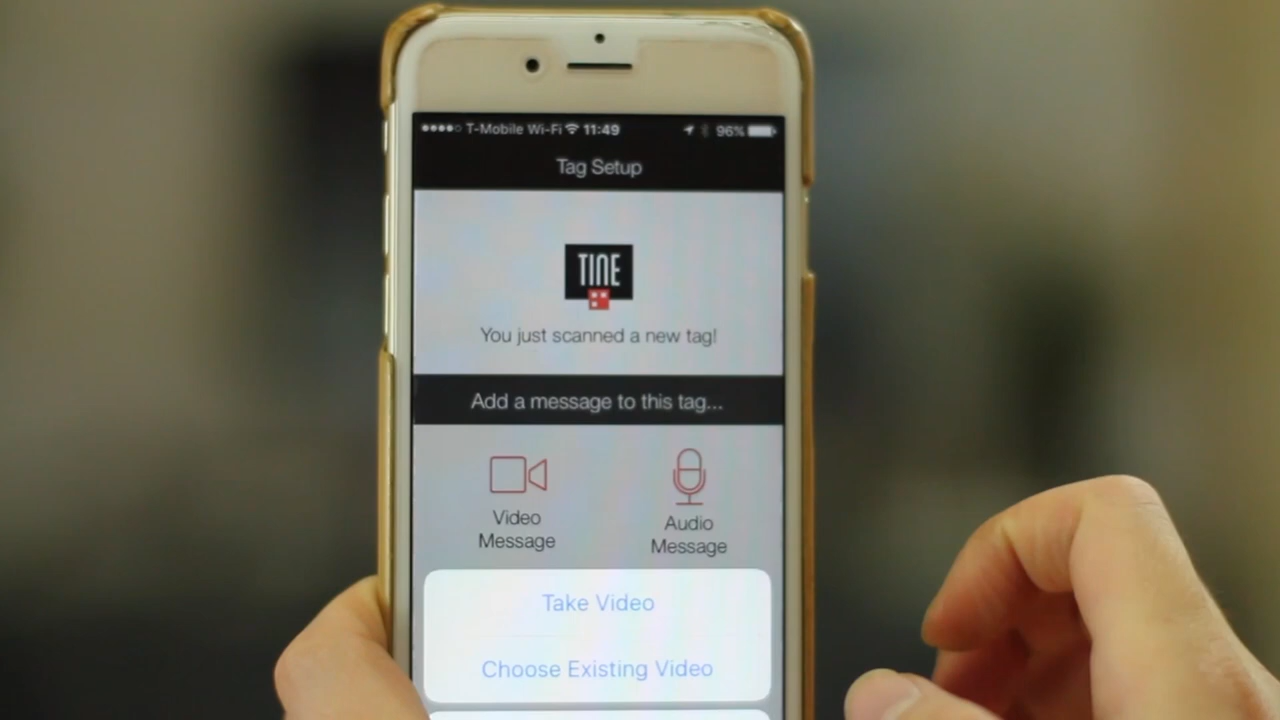 T-Mobile Wi-Fi 11:49 96%
Tag Setup
TINE
You just scanned a new tag!
Add a message to this tag...
Video
Message
Audio
Message
Take Video
Choose Existing Video